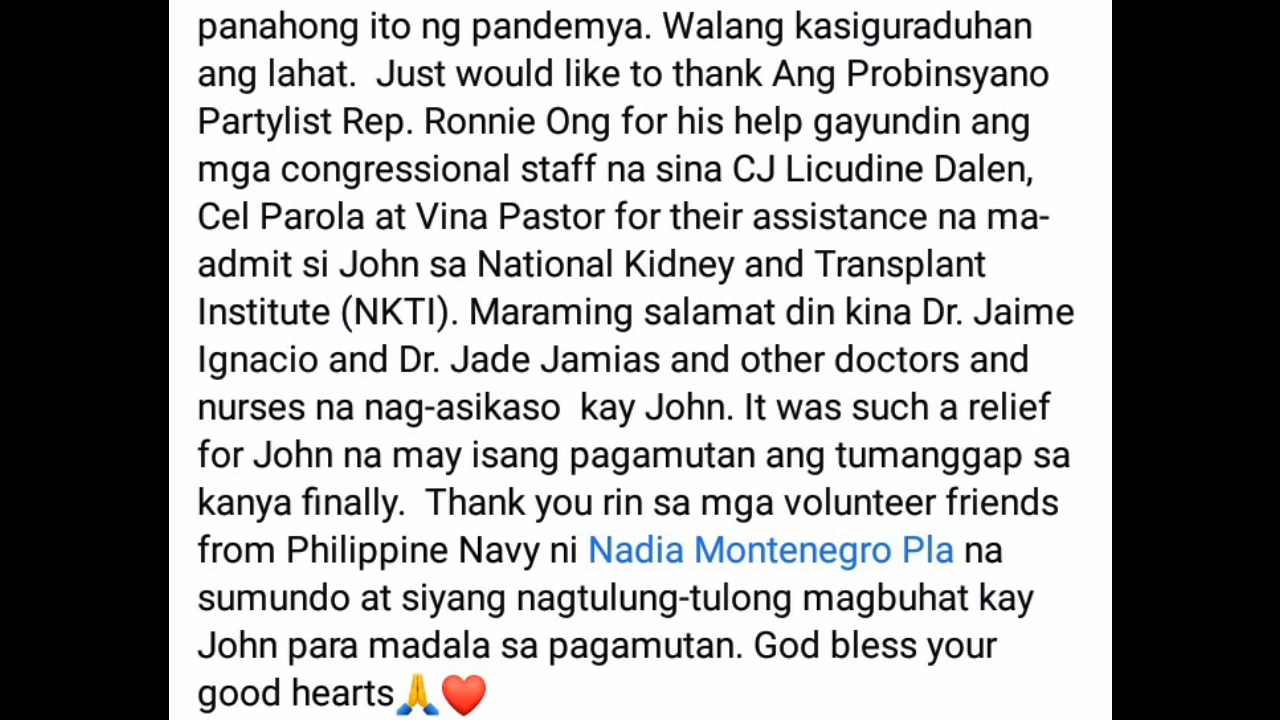 panahong ito ng pandemya. Walang kasiguraduhan
ang lahat.  Just would like to thank Ang Probinsyano
Partylist Rep. Ronnie Ong for his help gayundin ang
mga congressional staff na sina CJ Licudine Dalen,
Cel Parola at Vina Pastor for their assistance na ma-
admit si John sa National Kidney and Transplant
Institute (NKTI). Maraming salamat din kina Dr. Jaime
Ignacio and Dr. Jade Jamias and other doctors and
nurses na nag-asikaso  kay John. It was such a relief
for John na may isang pagamutan ang tumanggap sa
kanya finally.  Thank you rin sa mga volunteer friends
from Philippine Navy ni Nadia Montenegro Pla na
sumundo at siyang nagtulung-tulong magbuhat kay
John para madala sa pagamutan. God bless your
good hearts🙏❤️